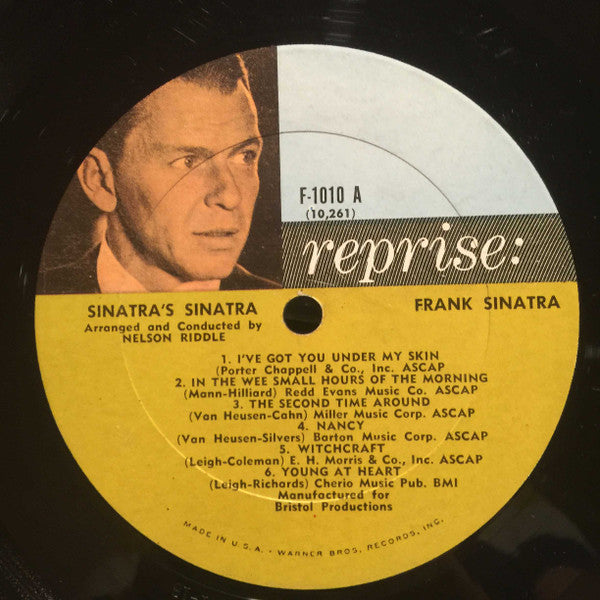 F-1010 A
(10,261)
reprise:
SINATRA'S SINATRA
FRANK SINATRA
Arranged and Conducted by
NELSON RIDDLE
1. I'VE GOT YOU UNDER MY SKIN
(Porter Chappell & Co., Inc. ASCAP
2. IN THE WEE SMALL HOURS OF THE MORNING
(Mann-Hilliard) Redd Evans Music Co. ASCAP
3. THE SECOND TIME AROUND
(Van Heusen-Cahn) Miller Music Corp. ASCAP
4. NANCY
(Van Heusen-Silvers) Barton Music Corp. ASCAP
5. WITCHCRAFT
(Leigh-Coleman) E. H. Morris & Co., Inc. ASCAP
6. YOUNG AT HEART
(Leigh-Richards) Cherio Music Pub. BMI
Manufactured for
Bristol Productions
MADE IN U.S.A. • WARNER BROS. RECORDS, INC.